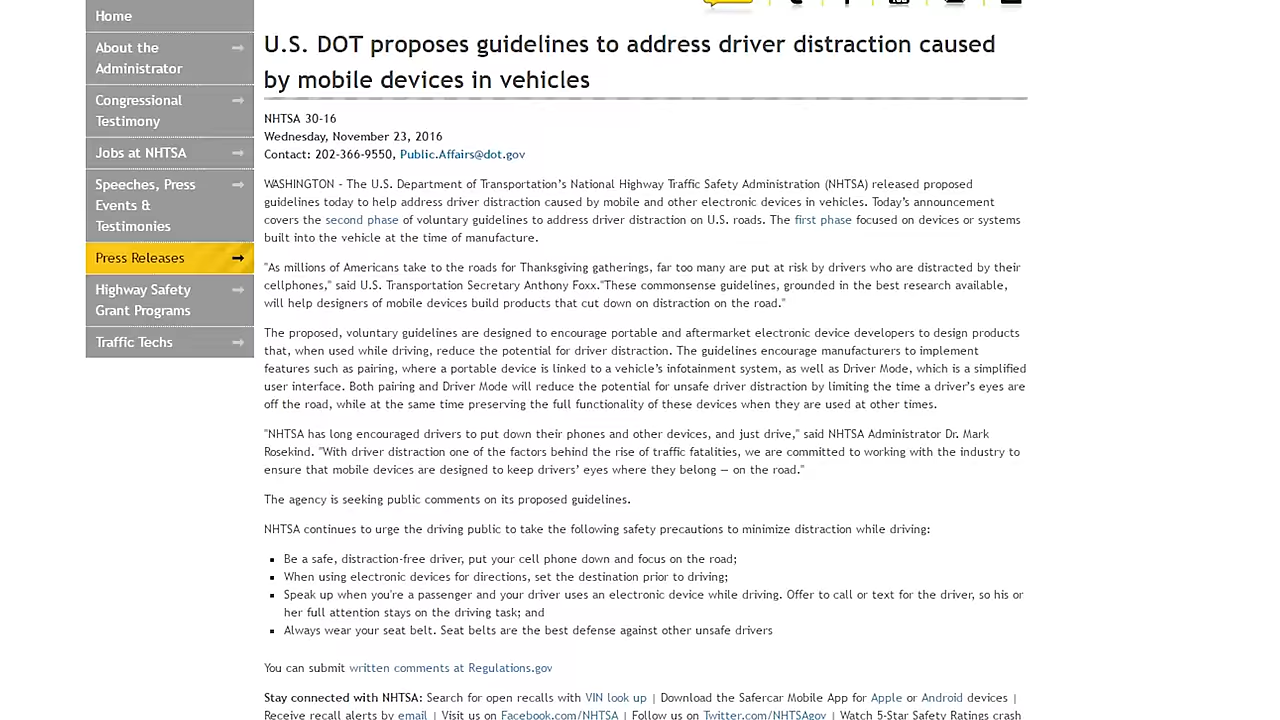 Home
About the
Administrator
Congressional
Testimony
Jobs at NHTSA
Speeches, Press
Events &
Testimonies
Press Releases
Highway Safety
Grant Programs
Traffic Techs
U.S. DOT proposes guidelines to address driver distraction caused
by mobile devices in vehicles
NHTSA 30-16
Wednesday, November 23, 2016
Contact: 202-366-9550, Public.Affairs@dot.gov
WASHINGTON – The U.S. Department of Transportation’s National Highway Traffic Safety Administration (NHTSA) released proposed
guidelines today to help address driver distraction caused by mobile and other electronic devices in vehicles. Today’s announcement
covers the second phase of voluntary guidelines to address driver distraction on U.S. roads. The first phase focused on devices or systems
built into the vehicle at the time of manufacture.
"As millions of Americans take to the roads for Thanksgiving gatherings, far too many are put at risk by drivers who are distracted by their
cellphones," said U.S. Transportation Secretary Anthony Foxx."These commonsense guidelines, grounded in the best research available,
will help designers of mobile devices build products that cut down on distraction on the road."
The proposed, voluntary guidelines are designed to encourage portable and aftermarket electronic device developers to design products
that, when used while driving, reduce the potential for driver distraction. The guidelines encourage manufacturers to implement
features such as pairing, where a portable device is linked to a vehicle’s infotainment system, as well as Driver Mode, which is a simplified
user interface. Both pairing and Driver Mode will reduce the potential for unsafe driver distraction by limiting the time a driver’s eyes are
off the road, while at the same time preserving the full functionality of these devices when they are used at other times.
"NHTSA has long encouraged drivers to put down their phones and other devices, and just drive," said NHTSA Administrator Dr. Mark
Rosekind. "With driver distraction one of the factors behind the rise of traffic fatalities, we are committed to working with the industry to
ensure that mobile devices are designed to keep drivers’ eyes where they belong — on the road."
The agency is seeking public comments on its proposed guidelines.
NHTSA continues to urge the driving public to take the following safety precautions to minimize distraction while driving:
▪ Be a safe, distraction-free driver, put your cell phone down and focus on the road;
▪ When using electronic devices for directions, set the destination prior to driving;
▪ Speak up when you're a passenger and your driver uses an electronic device while driving. Offer to call or text for the driver, so his or
her full attention stays on the driving task; and
▪ Always wear your seat belt. Seat belts are the best defense against other unsafe drivers
You can submit written comments at Regulations.gov
Stay connected with NHTSA: Search for open recalls with VIN look up | Download the Safercar Mobile App for Apple or Android devices |
Receive recall alerts by email | Visit us on Facebook.com/NHTSA | Follow us on Twitter.com/NHTSAgov | Watch 5-Star Safety Ratings crash